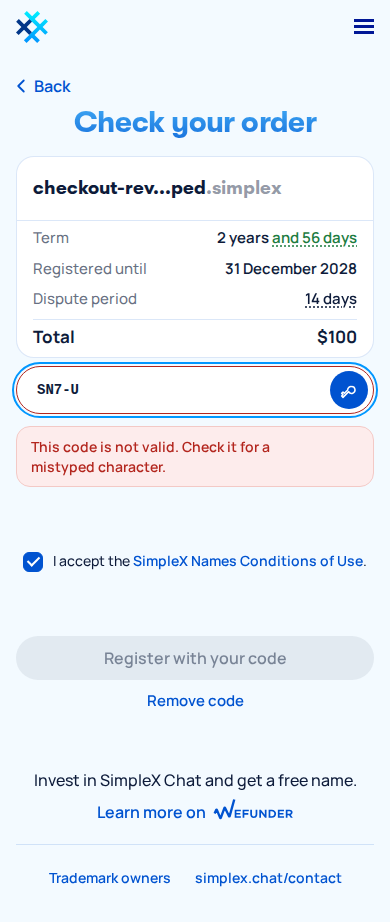 Back
Check your order
checkout-rev...ped.simplex
Term 2 years and 56 days
Registered until 31 December 2028
Dispute period 14 days
Total $100
SN7-U
This code is not valid. Check it for a
mistyped character.
I accept the SimpleX Names Conditions of Use.
Register with your code
Remove code
Invest in SimpleX Chat and get a free name.
Learn more on WEFUNDER
Trademark owners simplex.chat/contact